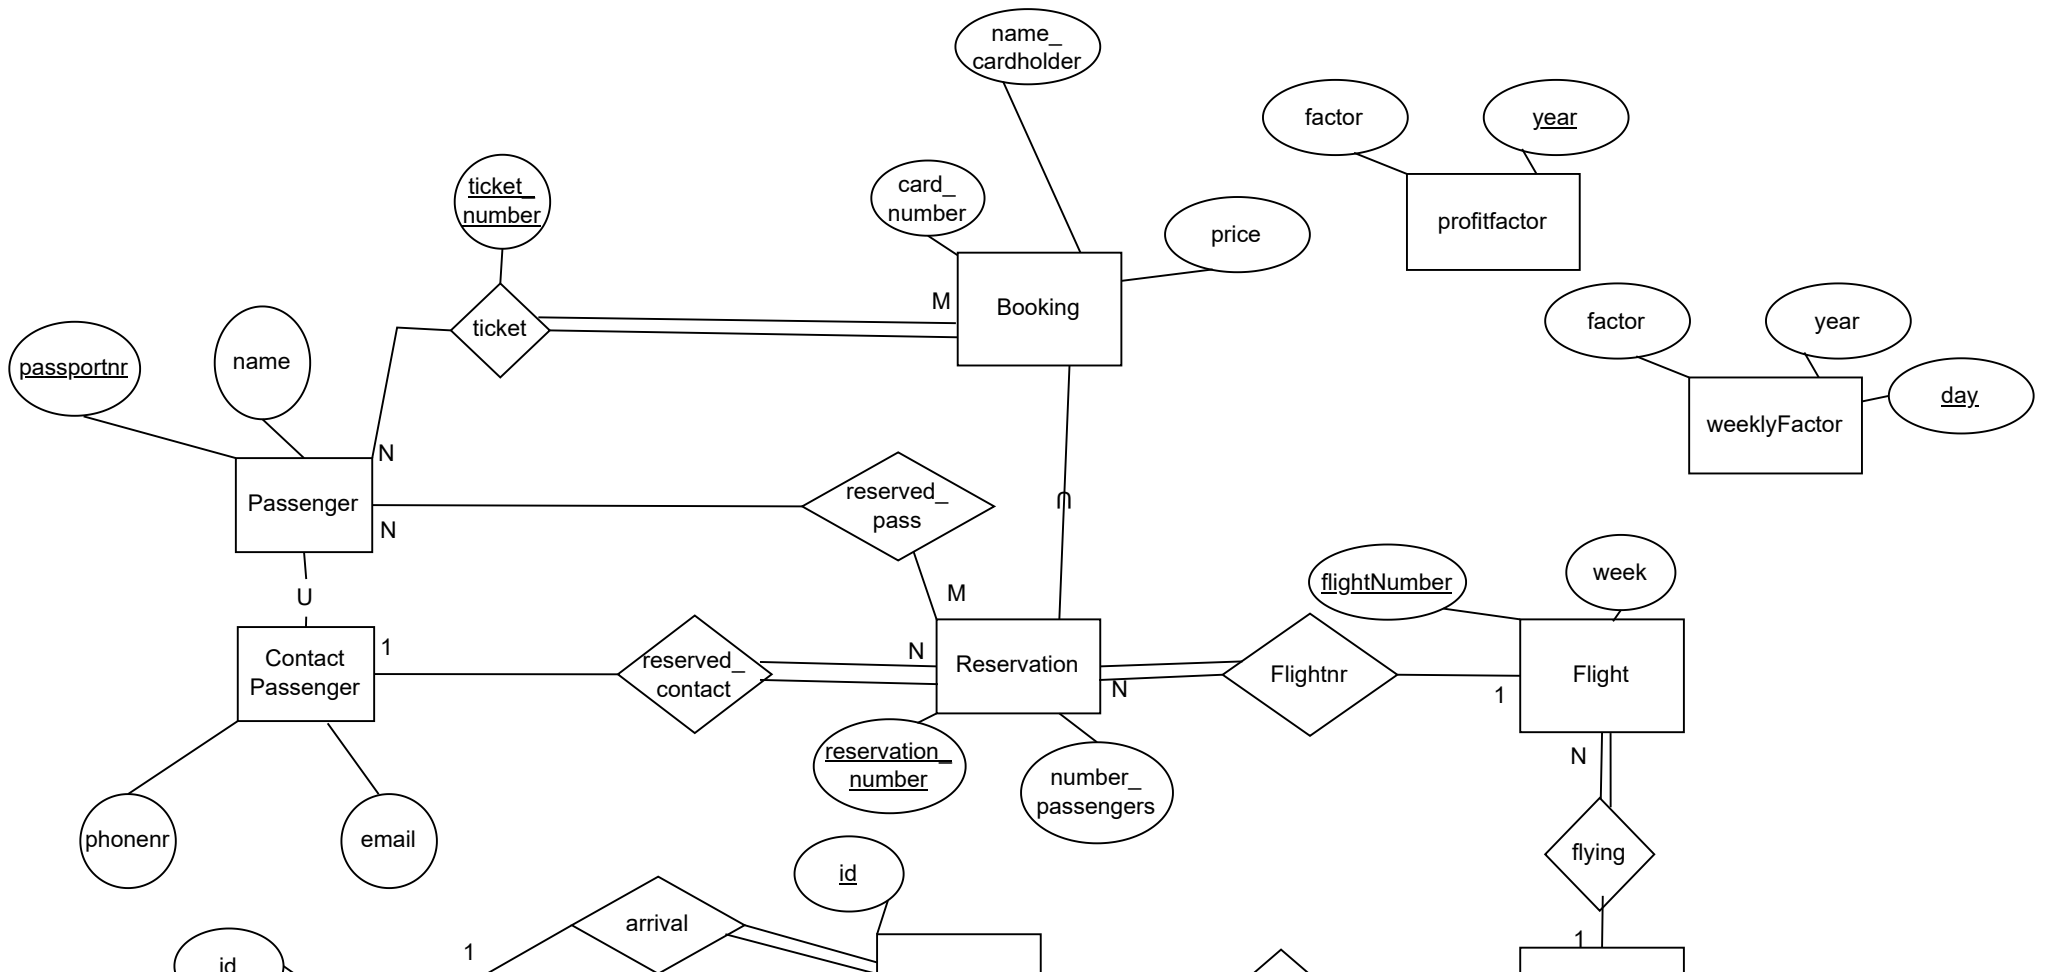 name_
cardholder
factor
year
ticket_
number
card_
number
price
profitfactor
M
Booking
ticket
factor
year
passportnr
name
day
weeklyFactor
N
Passenger
reserved_
pass
N
U
M
flightNumber
week
Contact
Passenger
1
reserved_
contact
N
Reservation
N
Flightnr
1
Flight
reservation_
number
number_
passengers
N
phonenr
email
flying
id
arrival
1
1
id